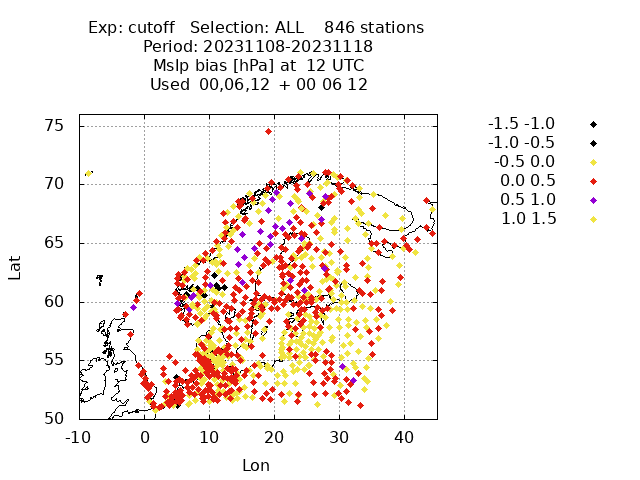 Exp: cutoff Selection: ALL 846 stations
Period: 20231108-20231118
Mslp bias [hPa] at 12 UTC
Used 00,06,12 + 00 06 12
75
70
65
60
55
50
-10 0 10 20 30 40
Lat
Lon
-1.5 -1.0
-1.0 -0.5
-0.5 0.0
0.0 0.5
0.5 1.0
1.0 1.5